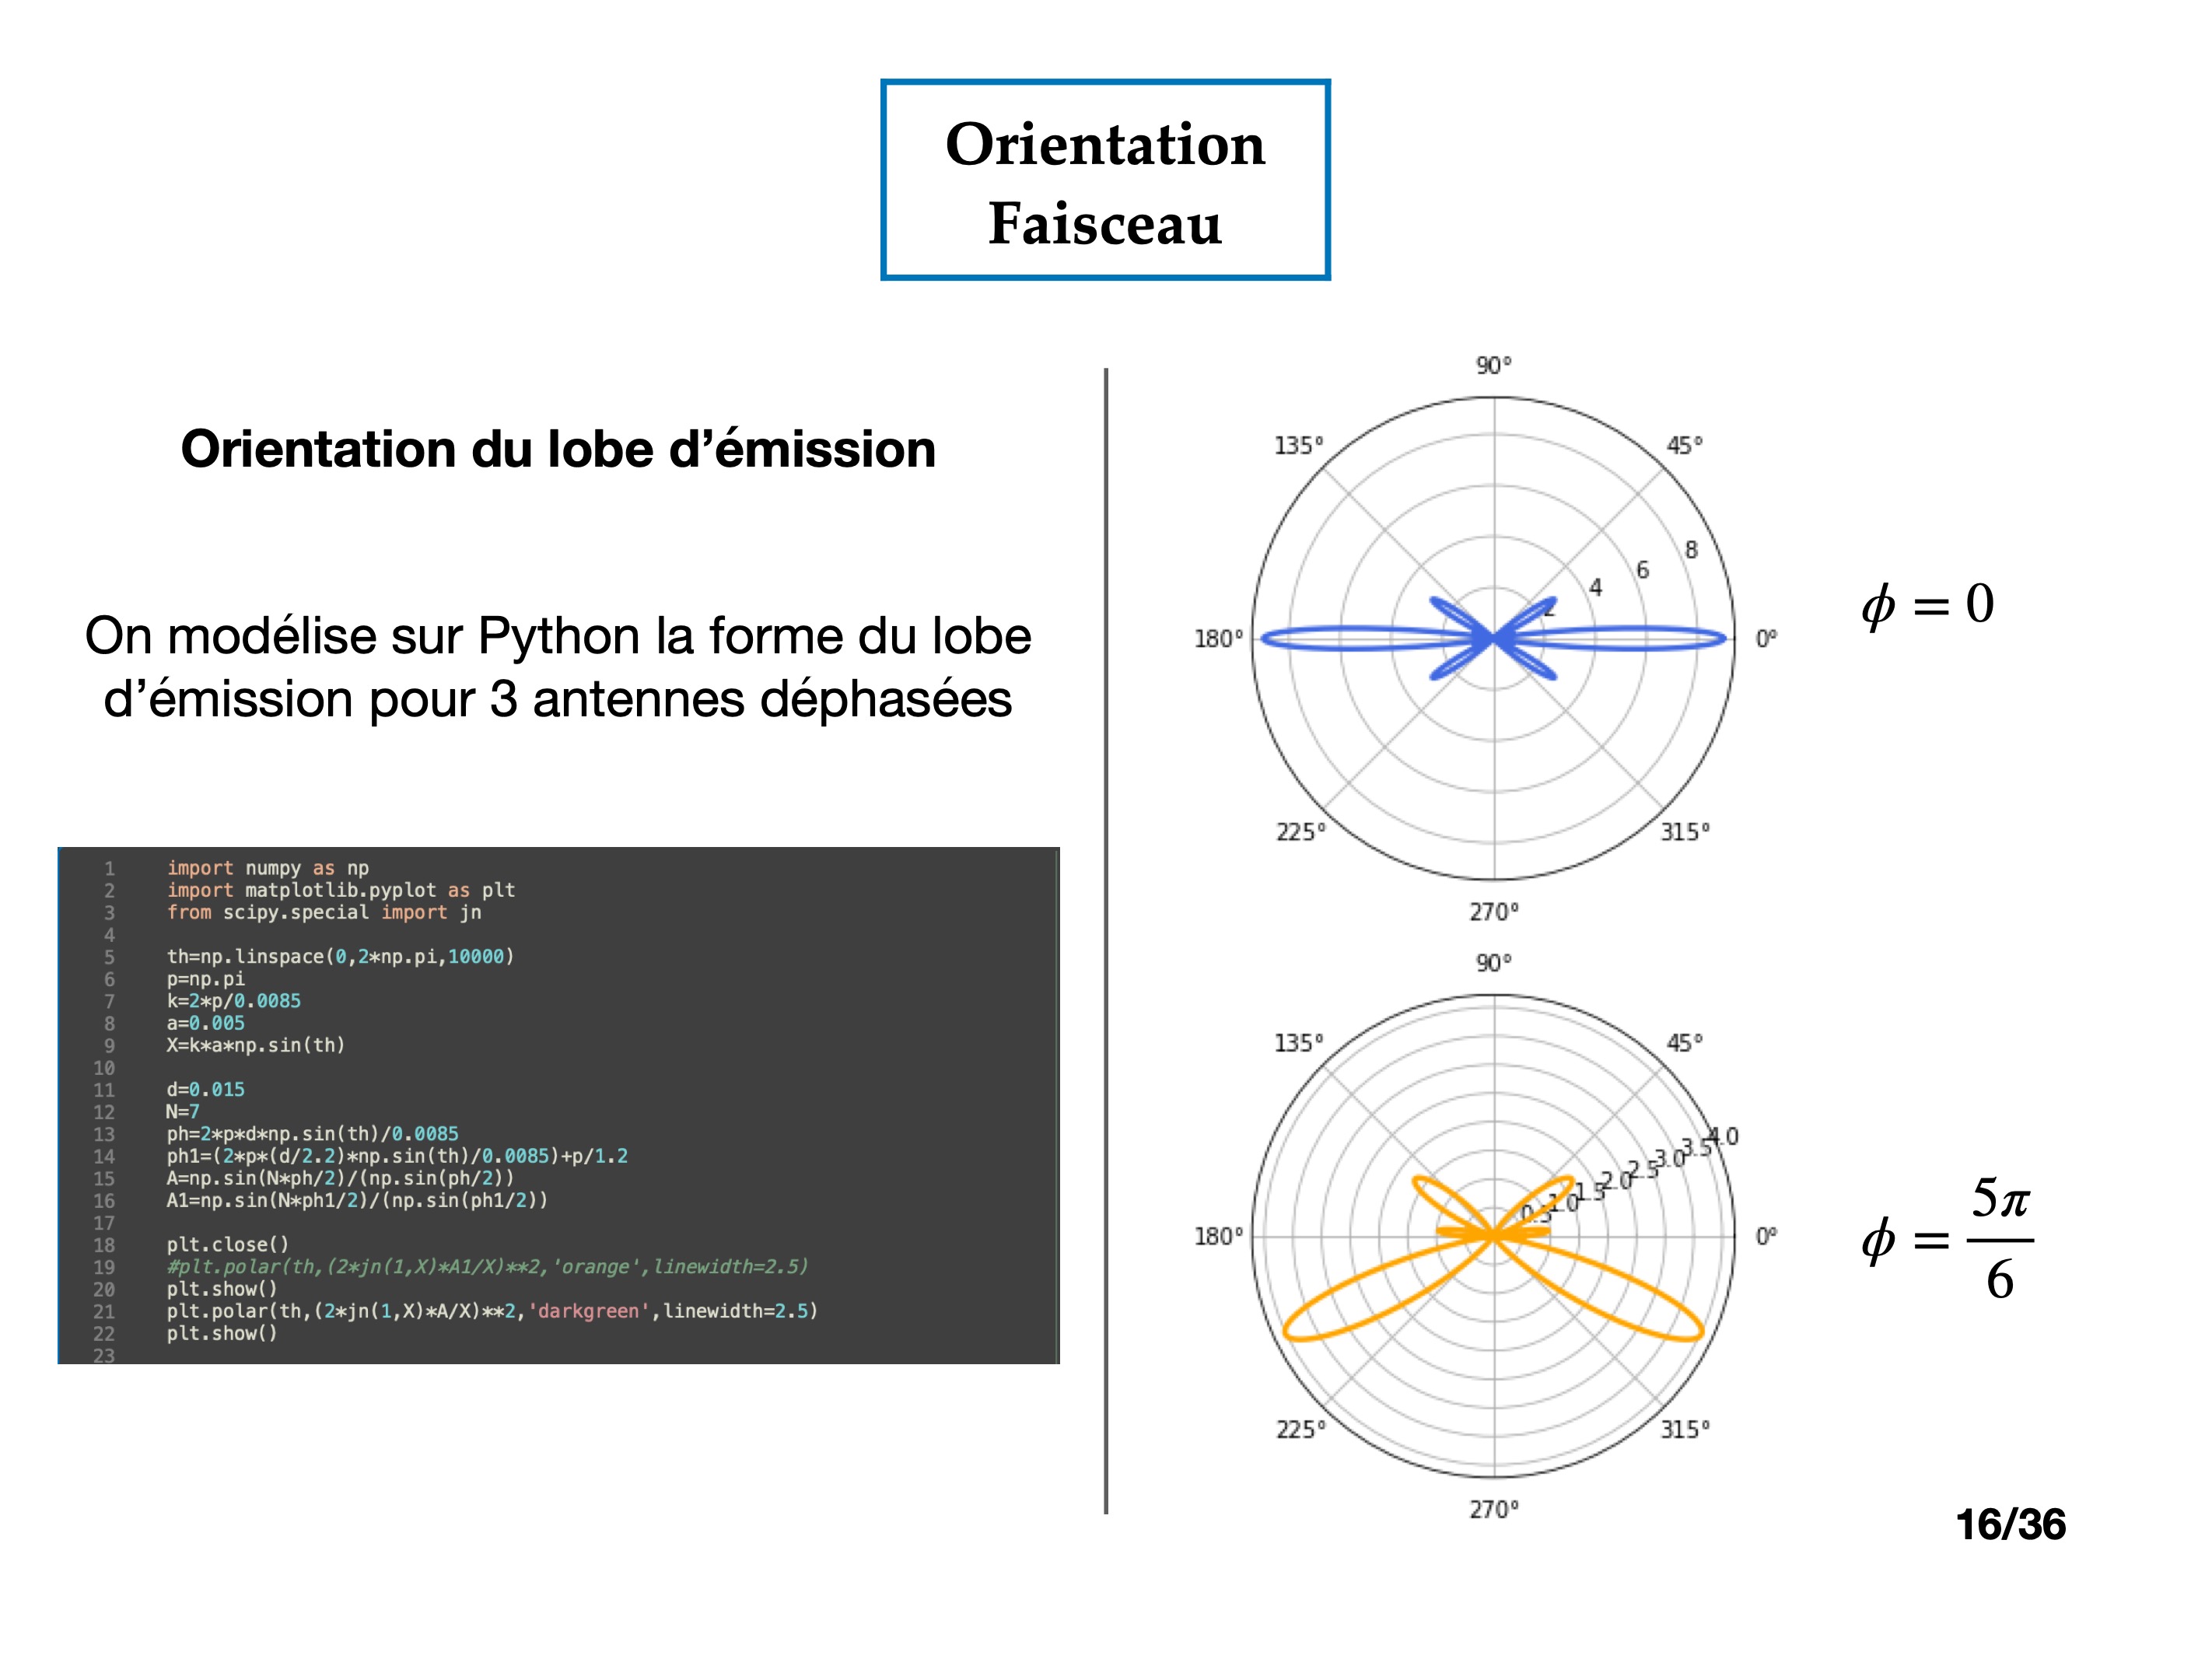 Orientation
Faisceau
Orientation du lobe d’émission
On modélise sur Python la forme du lobe
d’émission pour 3 antennes déphasées
1 import numpy as np
2 import matplotlib.pyplot as plt
3 from scipy.special import jn
4
5 th=np.linspace(0,2*np.pi,10000)
6 p=np.pi
7 k=2*p/0.0085
8 a=0.005
9 X=k*a*np.sin(th)
10
11 d=0.015
12 N=7
13 ph=2*p*d*np.sin(th)/0.0085
14 ph1=(2*p*(d/2.2)*np.sin(th)/0.0085)+p/1.2
15 A=np.sin(N*ph/2)/(np.sin(ph/2))
16 A1=np.sin(N*ph1/2)/(np.sin(ph1/2))
17
18 plt.close()
19 #plt.polar(th,(2*jn(1,X)*A1/X)**2,'orange',linewidth=2.5)
20 plt.show()
21 plt.polar(th,(2*jn(1,X)*A/X)**2,'darkgreen',linewidth=2.5)
22 plt.show()
23
90°
135° 45°
8
6
4
2
180° 0°
225° 315°
270°
ϕ = 0
90°
135° 45°
4.0
3.5
3.0
2.5
2.0
1.5
1.0
0.5
180° 0°
225° 315°
270°
ϕ = 5π/6
16/36